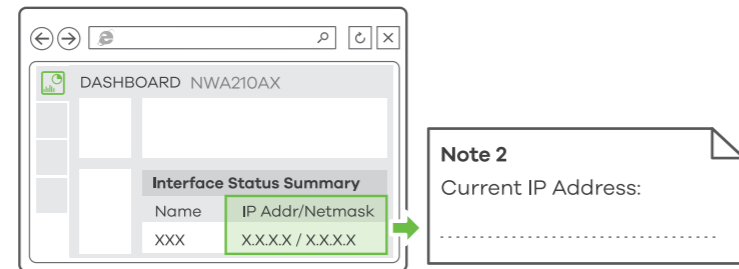 DASHBOARD NWA210AX
Interface Status Summary
Name IP Addr/Netmask
XXX X.X.X.X / X.X.X.X
Note 2
Current IP Address: